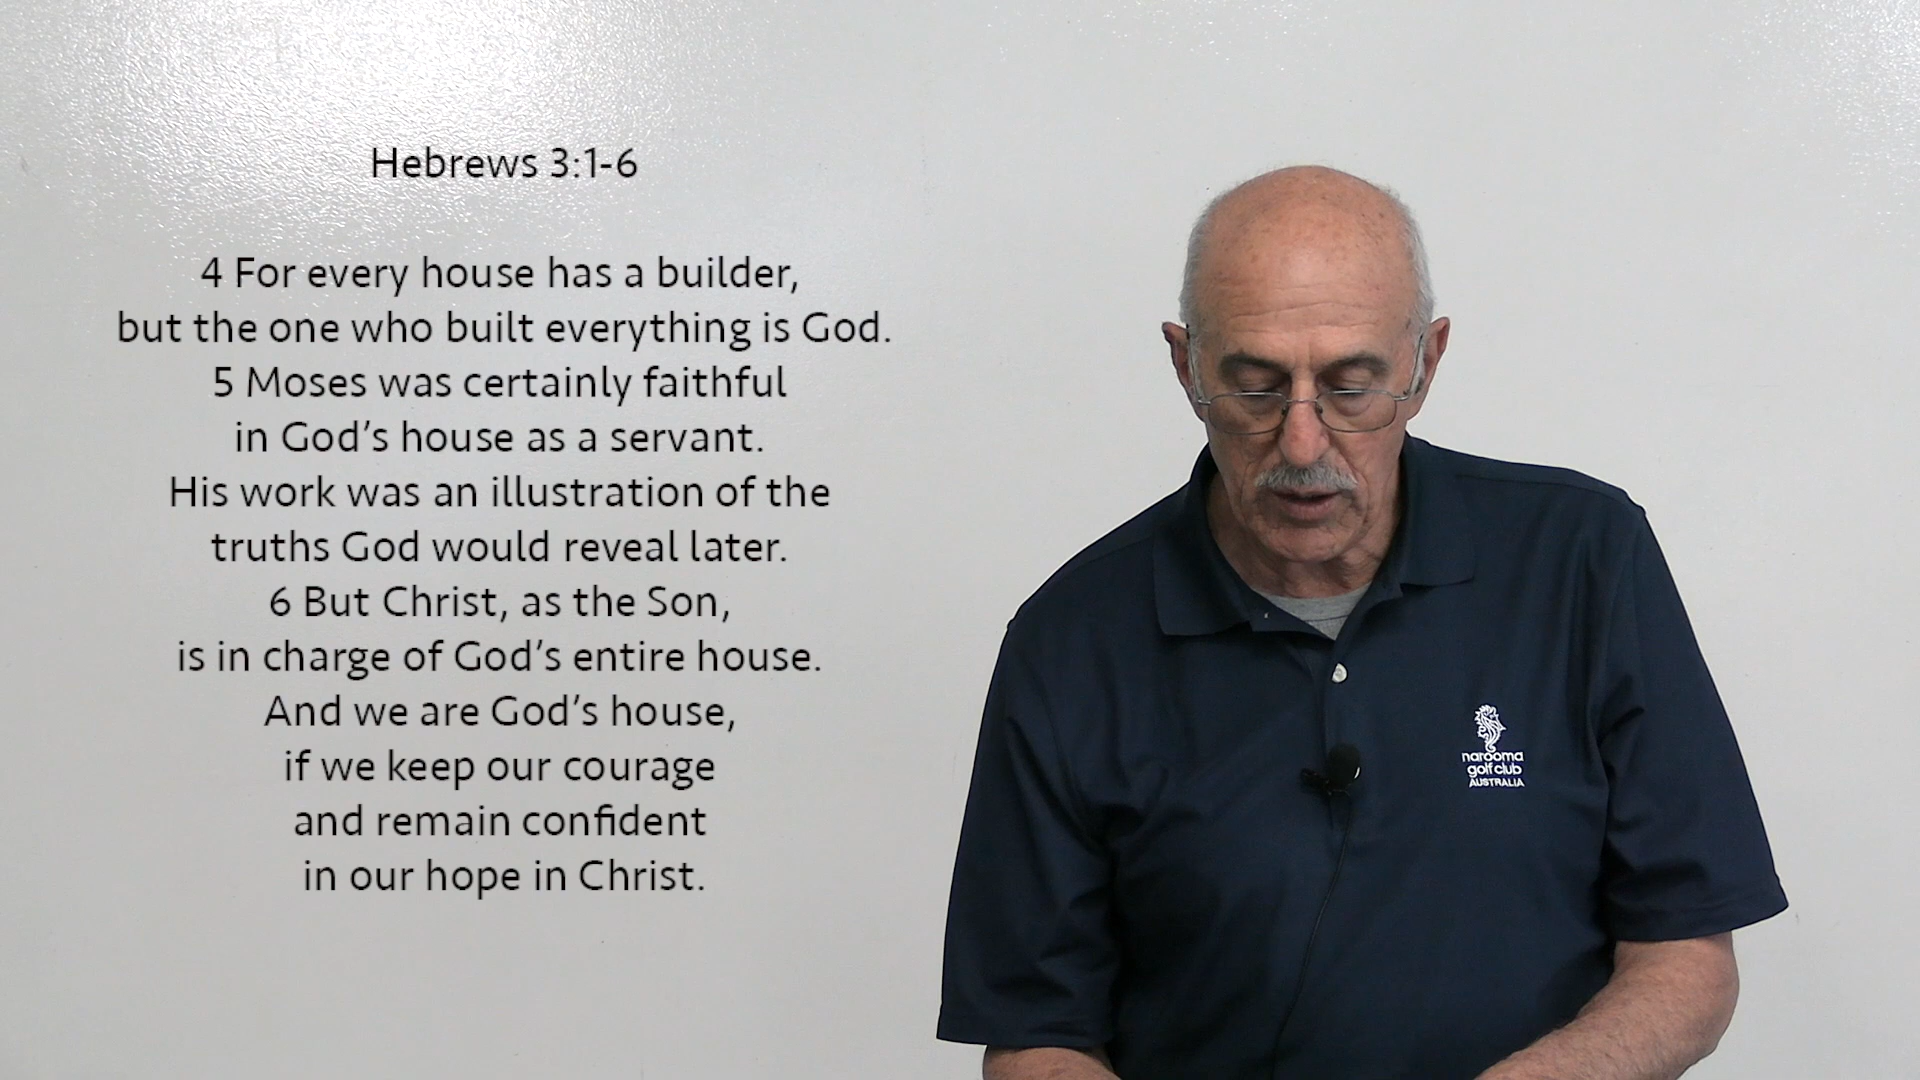 Hebrews 3:1-6
4 For every house has a builder,
but the one who built everything is God.
5 Moses was certainly faithful
in God’s house as a servant.
His work was an illustration of the
truths God would reveal later.
6 But Christ, as the Son,
is in charge of God’s entire house.
And we are God’s house,
if we keep our courage
and remain confident
in our hope in Christ.
narooma
golf club
AUSTRALIA